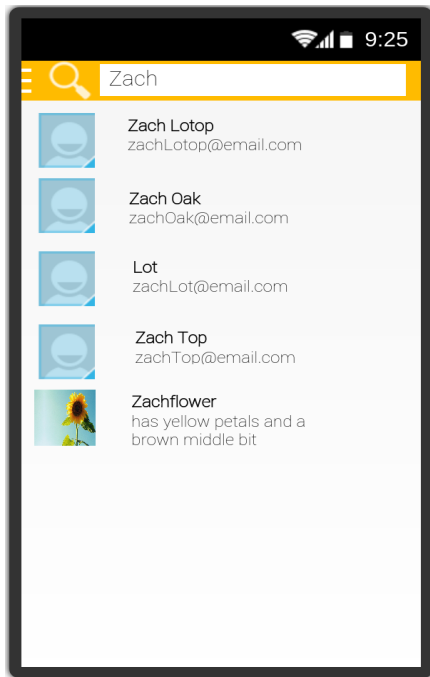 9:25
Zach
Zach Lotop
zachLotop@email.com
Zach Oak
zachOak@email.com
Lot
zachLot@email.com
Zach Top
zachTop@email.com
Zachflower
has yellow petals and a
brown middle bit